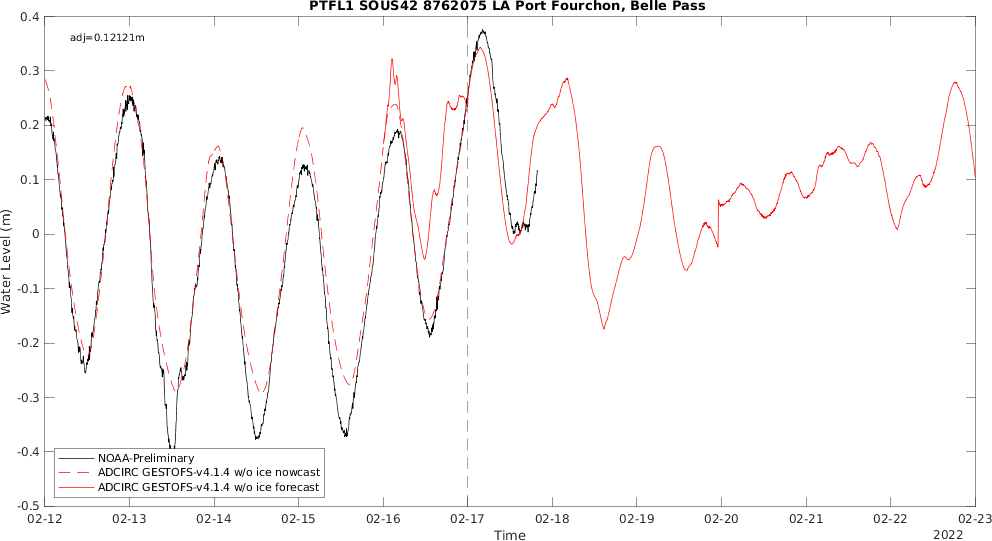 PTFL1 SOUS42 8762075 LA Port Fourchon, Belle Pass
adj=0.12121m
0.4
0.3
0.2
0.1
0
-0.1
-0.2
-0.3
-0.4
-0.5
Water Level (m)
NOAA-Preliminary
ADCIRC GESTOFS-v4.1.4 w/o ice nowcast
ADCIRC GESTOFS-v4.1.4 w/o ice forecast
02-12 02-13 02-14 02-15 02-16 02-17 02-18 02-19 02-20 02-21 02-22 02-23
Time
2022